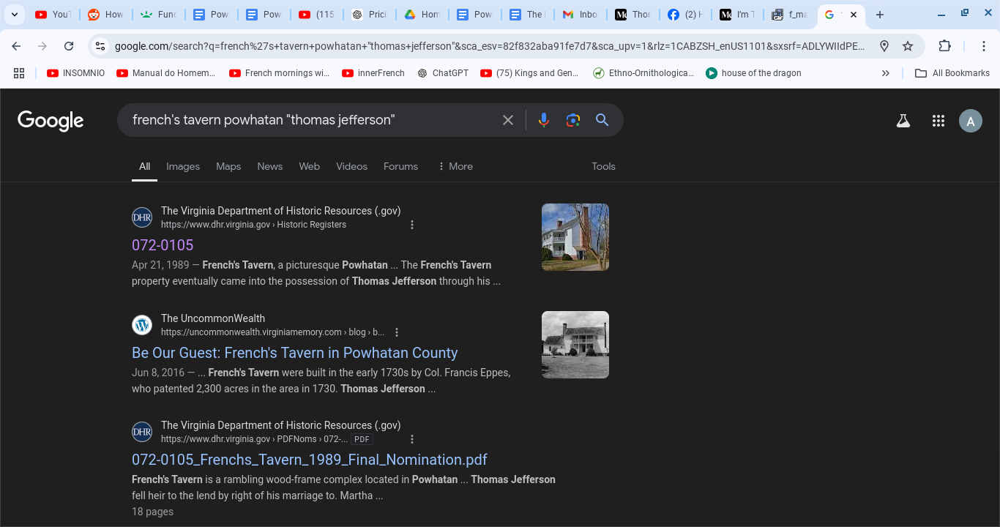 YouT
How
Func
Pow
Pow
(115
Prici
Hom
Pow
The I
Inbo
Thor
(2) H
I'm T
f_ma
google.com/search?q=french%27s+tavern+powhatan+"thomas+jefferson"&sca_esv=82f832aba91fe7d7&sca_upv=1&rlz=1CABZSH_enUS1101&sxsrf=ADLYWIIdPE...
INSOMNIO
Manual do Homem...
French mornings wi...
innerFrench
ChatGPT
(75) Kings and Gen...
Ethno-Ornithologica...
house of the dragon
All Bookmarks
Google
french's tavern powhatan "thomas jefferson"
A
All Images Maps News Web Videos Forums More Tools
DHR
The Virginia Department of Historic Resources (.gov)
https://www.dhr.virginia.gov › Historic Registers
072-0105
Apr 21, 1989 — French's Tavern, a picturesque Powhatan ... The French's Tavern
property eventually came into the possession of Thomas Jefferson through his ...
The UncommonWealth
https://uncommonwealth.virginiamemory.com › blog › b...
Be Our Guest: French's Tavern in Powhatan County
Jun 8, 2016 — ... French's Tavern were built in the early 1730s by Col. Francis Eppes,
who patented 2,300 acres in the area in 1730. Thomas Jefferson ...
DHR
The Virginia Department of Historic Resources (.gov)
https://www.dhr.virginia.gov › PDFNoms › 072-... PDF
072-0105_Frenchs_Tavern_1989_Final_Nomination.pdf
French's Tavern is a rambling wood-frame complex located in Powhatan ... Thomas Jefferson
fell heir to the lend by right of his marriage to. Martha ...
18 pages